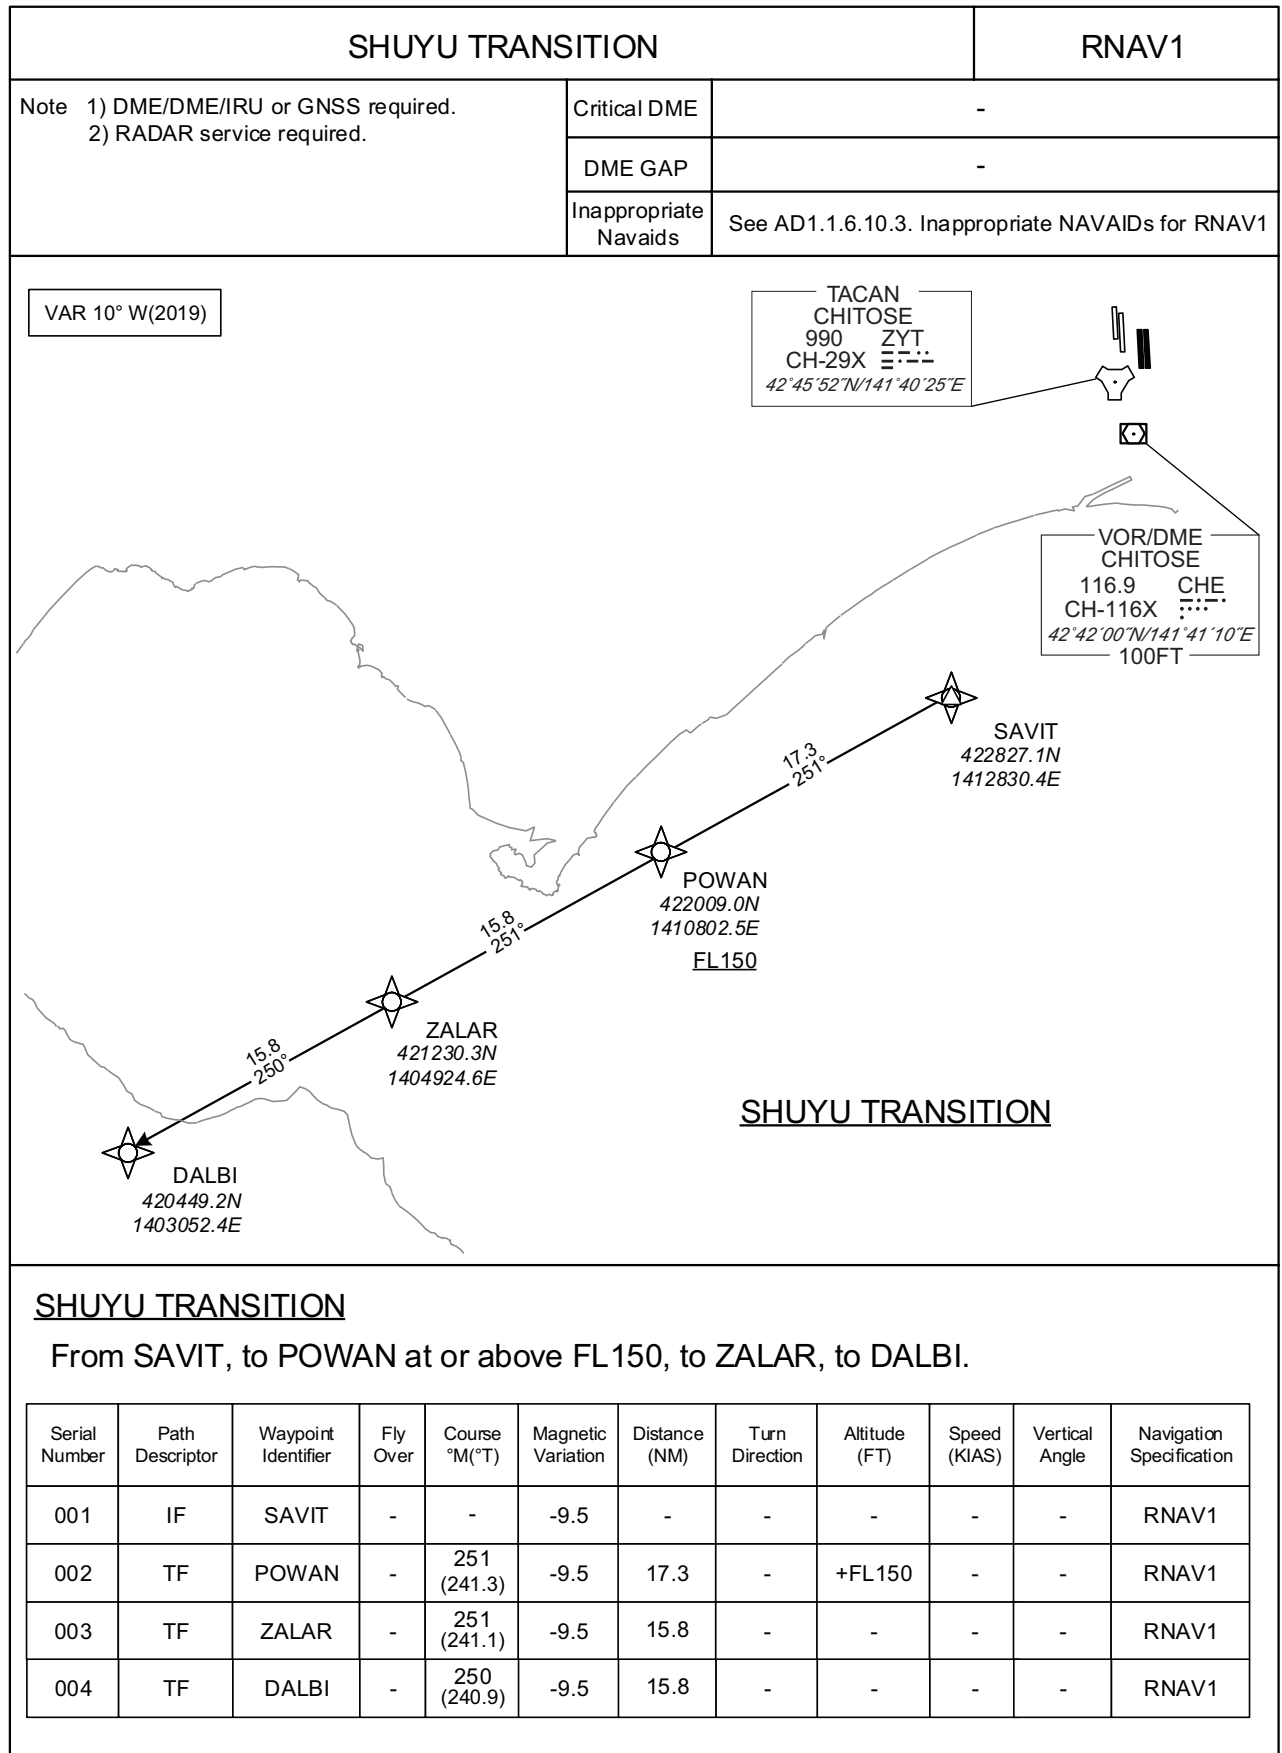 SHUYU TRANSITION
RNAV1
Note 1) DME/DME/IRU or GNSS required.
2) RADAR service required.
Critical DME
-
DME GAP
-
Inappropriate
Navaids
See AD1.1.6.10.3. Inappropriate NAVAIDs for RNAV1
VAR 10° W(2019)
TACAN
CHITOSE
990 ZYT
CH-29X
42°45´52˝N/141°40´25˝E
VOR/DME
CHITOSE
116.9 CHE
CH-116X
42°42´00˝N/141°41´10˝E
100FT
SAVIT
422827.1N
1412830.4E
17.3
251°
POWAN
422009.0N
1410802.5E
FL150
15.8
251°
ZALAR
421230.3N
1404924.6E
15.8
250°
SHUYU TRANSITION
DALBI
420449.2N
1403052.4E
SHUYU TRANSITION
From SAVIT, to POWAN at or above FL150, to ZALAR, to DALBI.
Serial Number | Path Descriptor | Waypoint Identifier | Fly Over | Course °M(°T) | Magnetic Variation | Distance (NM) | Turn Direction | Altitude (FT) | Speed (KIAS) | Vertical Angle | Navigation Specification
001 | IF | SAVIT | - | - | -9.5 | - | - | - | - | - | RNAV1
002 | TF | POWAN | - | 251 (241.3) | -9.5 | 17.3 | - | +FL150 | - | - | RNAV1
003 | TF | ZALAR | - | 251 (241.1) | -9.5 | 15.8 | - | - | - | - | RNAV1
004 | TF | DALBI | - | 250 (240.9) | -9.5 | 15.8 | - | - | - | - | RNAV1